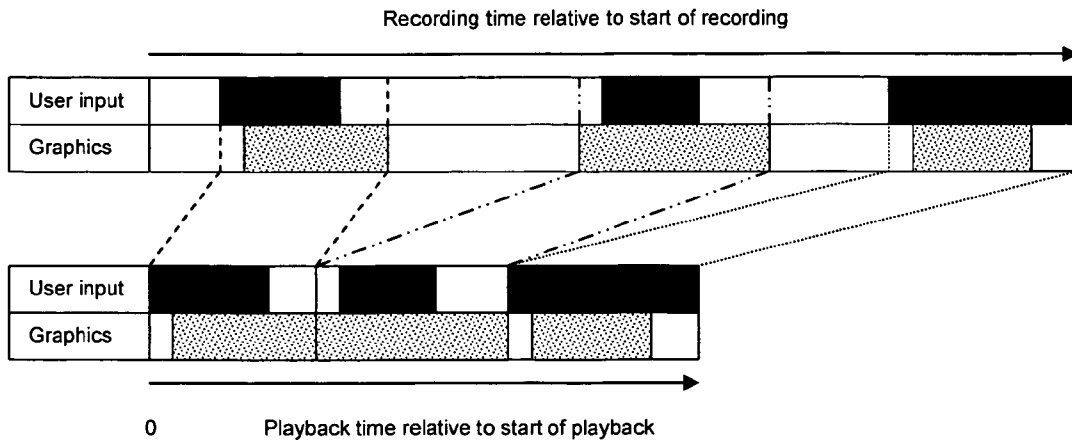 Recording time relative to start of recording
User input
Graphics
User input
Graphics
0 Playback time relative to start of playback